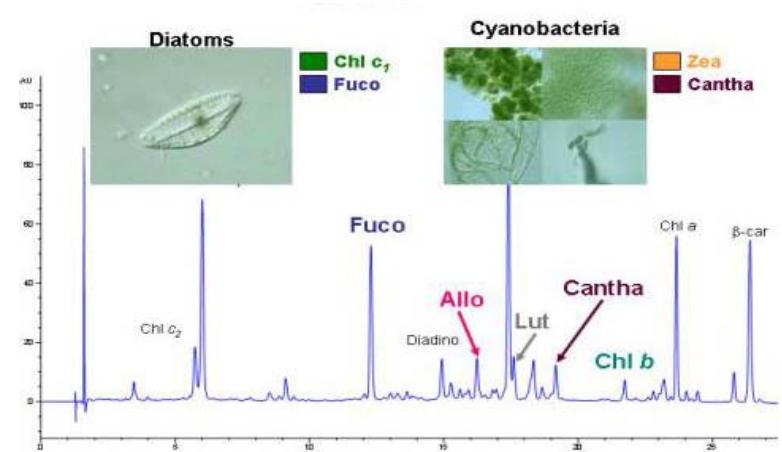 Diatoms
Cyanobacteria
Chl c1
Fuco
Zea
Cantha
AU
100
80
60
40
20
0
Fuco
Chl a
β-car
Allo
Cantha
Lut
Chl c2
Diadino
Chl b
0
5
10
15
20
25